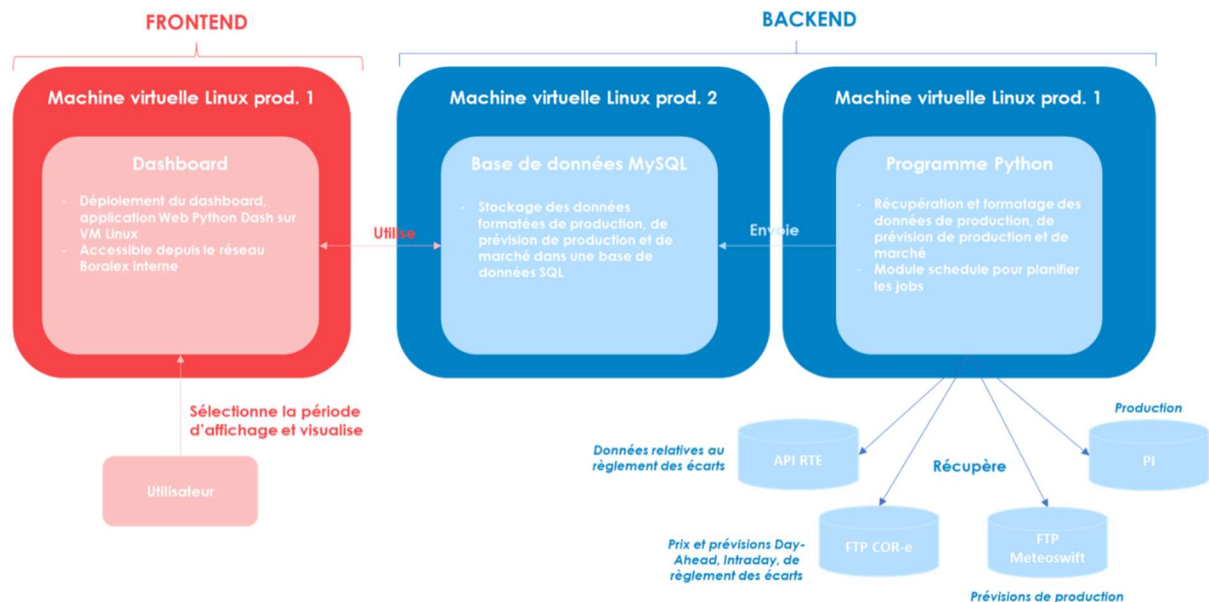 FRONTEND
BACKEND
Machine virtuelle Linux prod. 1
Dashboard
- Déploiement du dashboard,
application Web Python Dash sur
VM Linux
- Accessible depuis le réseau
Boralex interne
Utilise
Machine virtuelle Linux prod. 2
Base de données MySQL
- Stockage des données
formatées de production, de
prévision de production et de
marché dans une base de
données SQL
Envoie
Machine virtuelle Linux prod. 1
Programme Python
- Récupération et formatage des
données de production, de
prévision de production et de
marché
- Module schedule pour planifier
les jobs
Sélectionne la période
d'affichage et visualise
Utilisateur
Données relatives au
règlement des écarts
API RTE
Récupère
Production
PI
Prix et prévisions Day-
Ahead, Intraday, de
règlement des écarts
FTP COR-e
FTP
Meteoswift
Prévisions de production